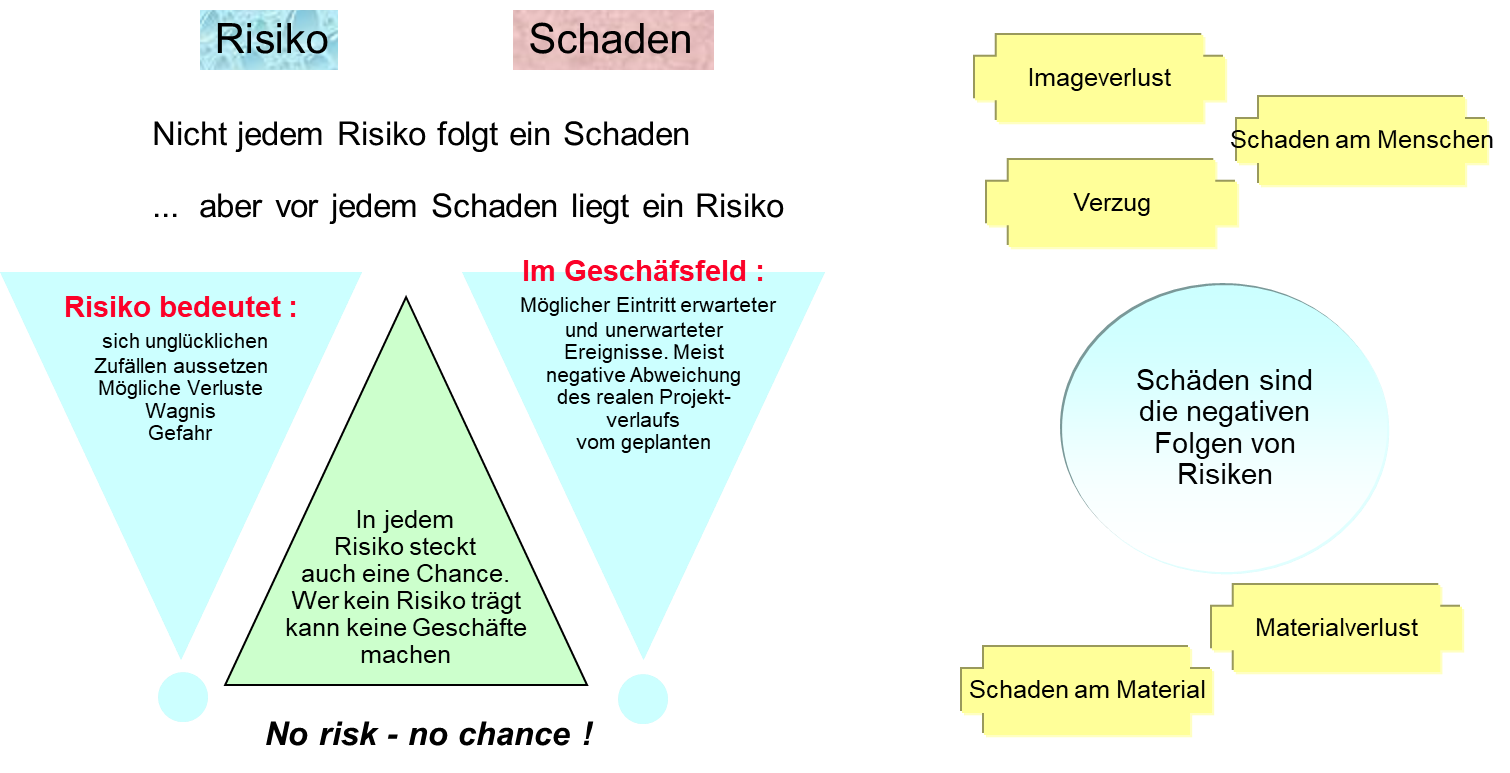 Risiko
Schaden
Nicht jedem Risiko folgt ein Schaden
... aber vor jedem Schaden liegt ein Risiko
Risiko bedeutet :
sich unglücklichen
Zufällen aussetzen
Mögliche Verluste
Wagnis
Gefahr
Im Geschäfsfeld :
Möglicher Eintritt erwarteter
und unerwarteter
Ereignisse. Meist
negative Abweichung
des realen Projekt-
verlaufs
vom geplanten
In jedem
Risiko steckt
auch eine Chance.
Wer kein Risiko trägt
kann keine Geschäfte
machen
No risk - no chance !
Imageverlust
Schaden am Menschen
Verzug
Schäden sind
die negativen
Folgen von
Risiken
Materialverlust
Schaden am Material